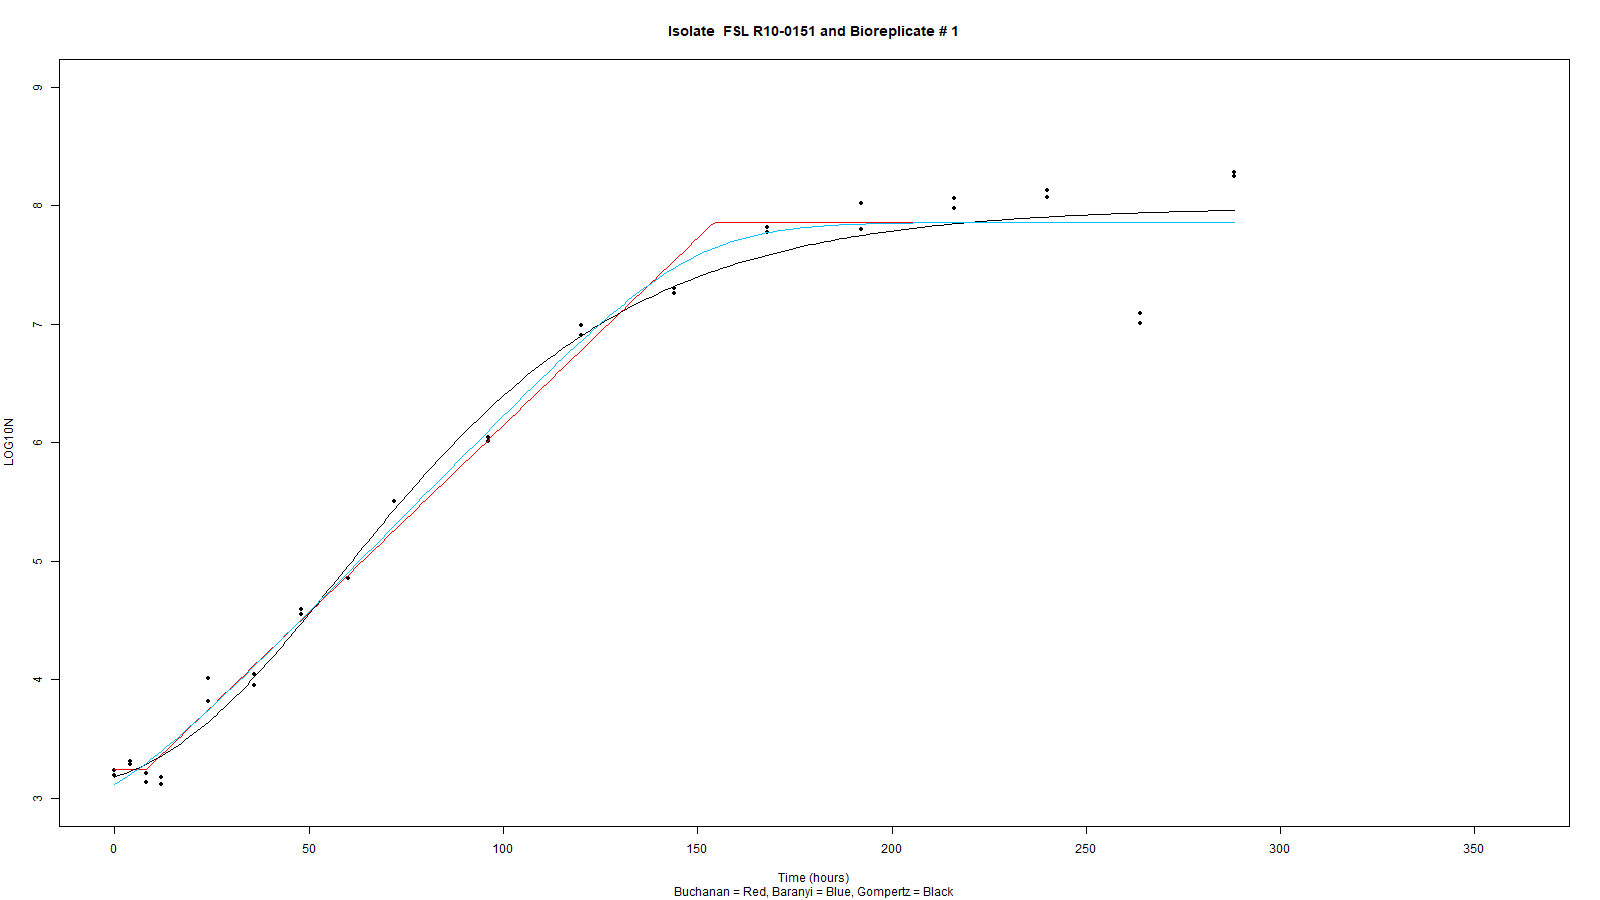 Isolate  FSL R10-0151 and Bioreplicate # 1
9
8
7
6
5
4
3
LOG10N
0 50 100 150 200 250 300 350
Time (hours)
Buchanan = Red, Baranyi = Blue, Gompertz = Black